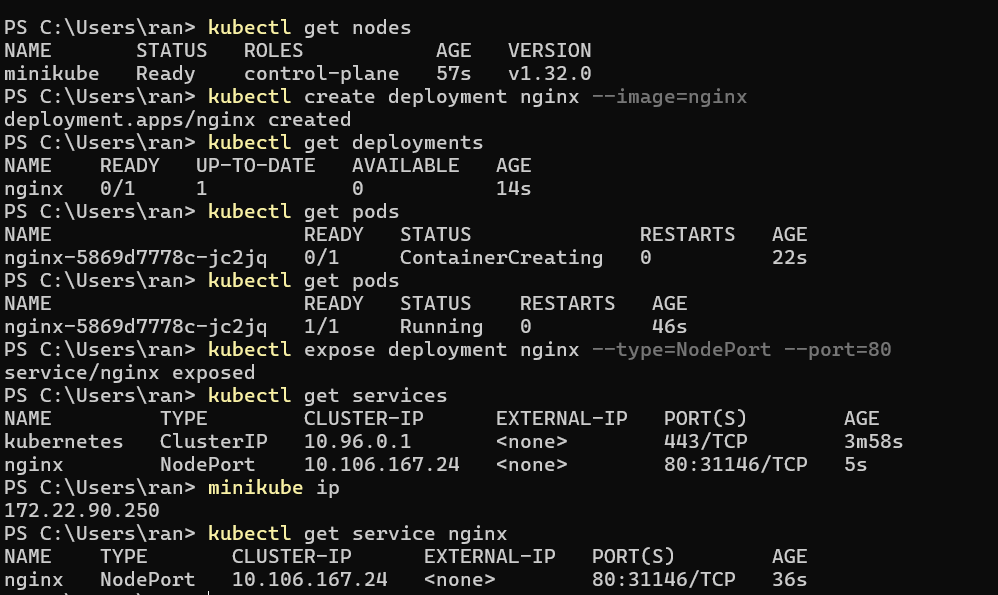 PS C:\Users\ran> kubectl get nodes
NAME       STATUS   ROLES           AGE   VERSION
minikube   Ready    control-plane   57s   v1.32.0
PS C:\Users\ran> kubectl create deployment nginx --image=nginx
deployment.apps/nginx created
PS C:\Users\ran> kubectl get deployments
NAME    READY   UP-TO-DATE   AVAILABLE   AGE
nginx   0/1     1            0           14s
PS C:\Users\ran> kubectl get pods
NAME                     READY   STATUS              RESTARTS   AGE
nginx-5869d7778c-jc2jq   0/1     ContainerCreating   0          22s
PS C:\Users\ran> kubectl get pods
NAME                     READY   STATUS    RESTARTS   AGE
nginx-5869d7778c-jc2jq   1/1     Running   0          46s
PS C:\Users\ran> kubectl expose deployment nginx --type=NodePort --port=80
service/nginx exposed
PS C:\Users\ran> kubectl get services
NAME         TYPE        CLUSTER-IP      EXTERNAL-IP   PORT(S)        AGE
kubernetes   ClusterIP   10.96.0.1       <none>        443/TCP        3m58s
nginx        NodePort    10.106.167.24   <none>        80:31146/TCP   5s
PS C:\Users\ran> minikube ip
172.22.90.250
PS C:\Users\ran> kubectl get service nginx
NAME    TYPE       CLUSTER-IP      EXTERNAL-IP   PORT(S)        AGE
nginx   NodePort   10.106.167.24   <none>        80:31146/TCP   36s